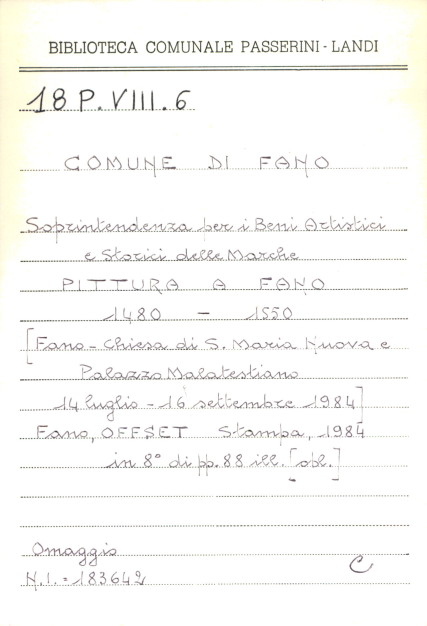 BIBLIOTECA COMUNALE PASSERINI - LANDI
18 P. VIII. 6
COMUNE DI FANO
Soprintendenza per i Beni Artistici
e Storici delle Marche
PITTURA A FANO
1480 - 1550
[Fano - Chiesa di S. Maria Nuova e
Palazzo Malatestiano
14 luglio - 16 settembre 1984]
Fano, OFFSET Stampa, 1984
in 8° di pp. 88 ill. [obl.]
Omaggio
C
N.I. = 183642